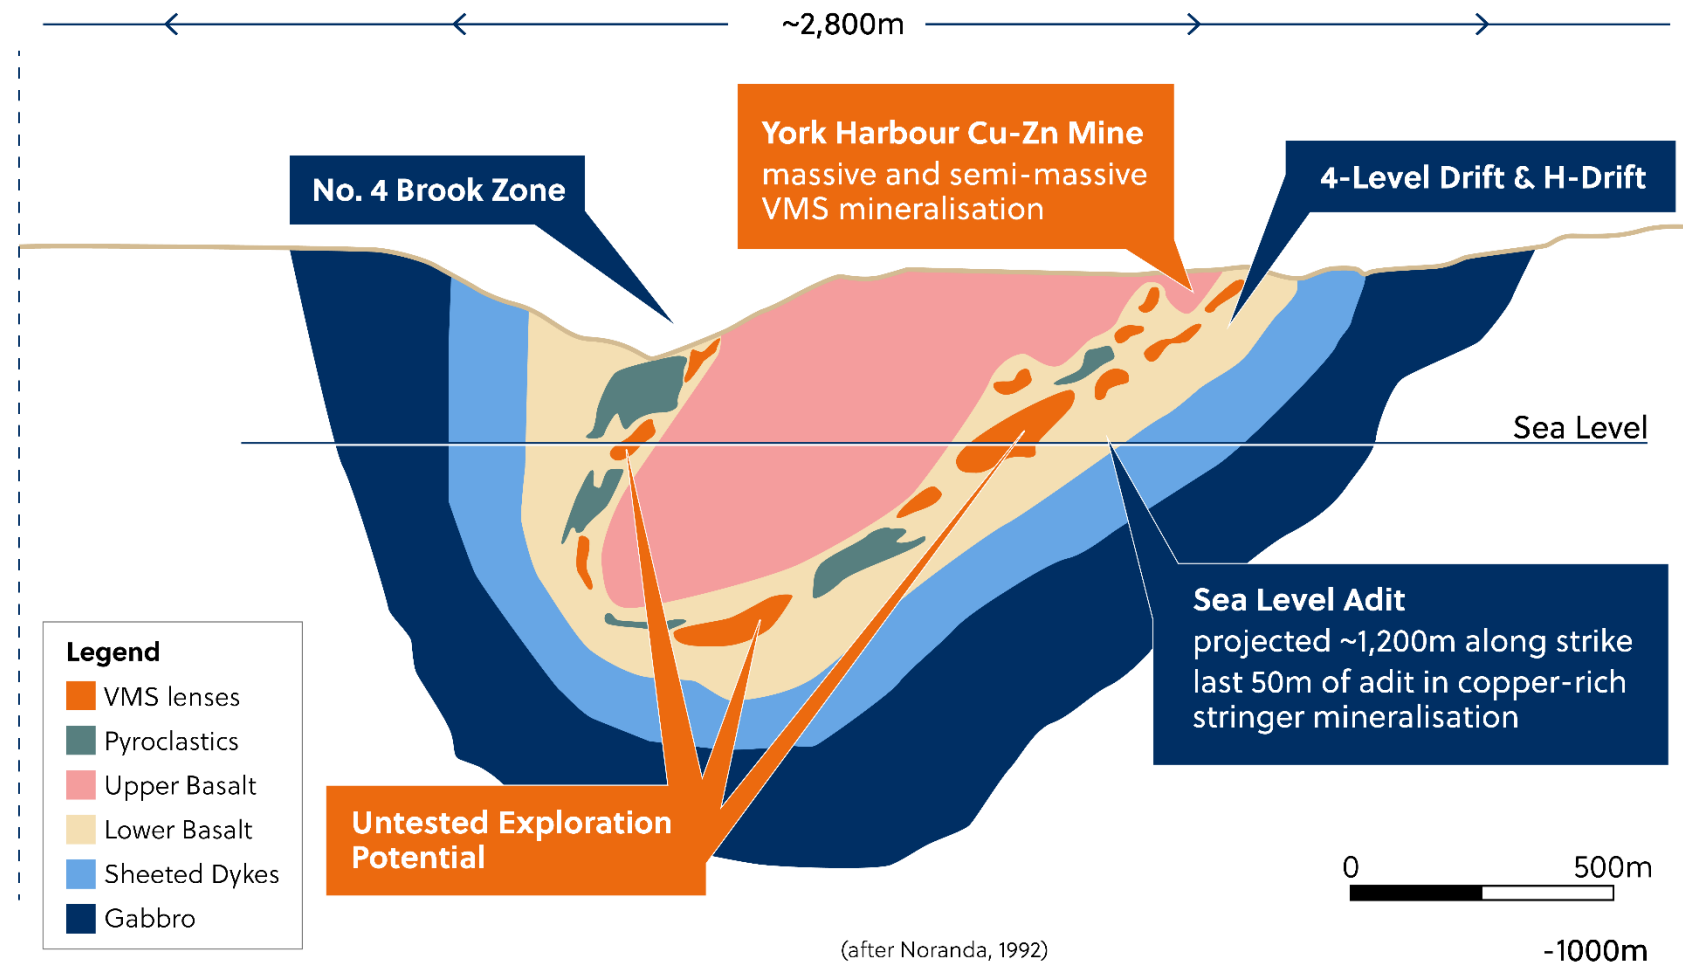 ~2,800m
York Harbour Cu-Zn Mine
massive and semi-massive
VMS mineralisation
No. 4 Brook Zone
4-Level Drift & H-Drift
Sea Level
Sea Level Adit
projected ~1,200m along strike
last 50m of adit in copper-rich
stringer mineralisation
Legend
VMS lenses
Pyroclastics
Upper Basalt
Lower Basalt
Sheeted Dykes
Gabbro
Untested Exploration
Potential
0 500m
(after Noranda, 1992)
-1000m